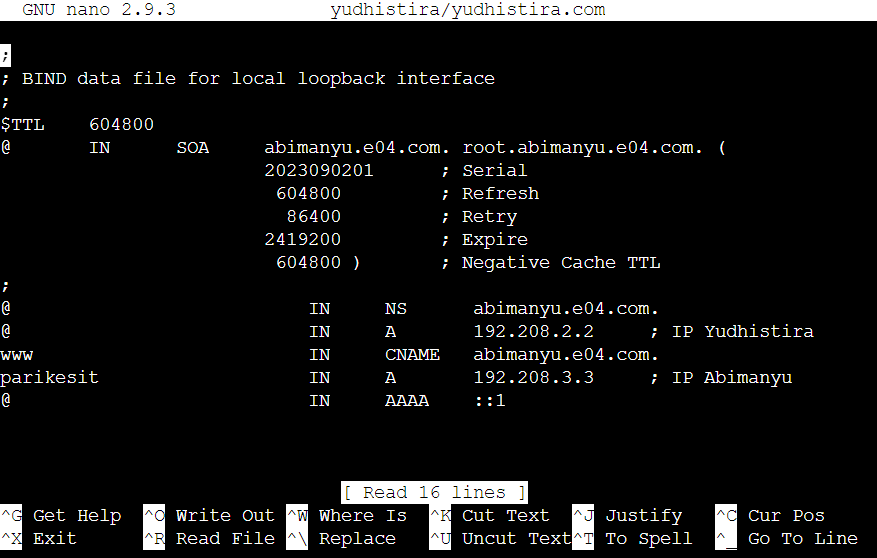 GNU nano 2.9.3 yudhistira/yudhistira.com
;
; BIND data file for local loopback interface
;
$TTL 604800
@ IN SOA abimanyu.e04.com. root.abimanyu.e04.com. (
2023090201 ; Serial
604800 ; Refresh
86400 ; Retry
2419200 ; Expire
604800 ) ; Negative Cache TTL
;
@ IN NS abimanyu.e04.com.
@ IN A 192.208.2.2 ; IP Yudhistira
www IN CNAME abimanyu.e04.com.
parikesit IN A 192.208.3.3 ; IP Abimanyu
@ IN AAAA ::1
[ Read 16 lines ]
^G Get Help ^O Write Out ^W Where Is ^K Cut Text ^J Justify ^C Cur Pos
^X Exit ^R Read File ^\ Replace ^U Uncut Text ^T To Spell ^_ Go To Line